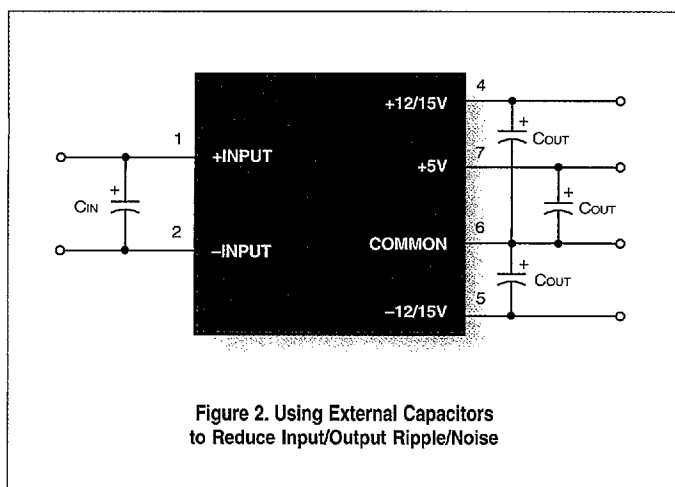 4
+12/15V
+
COUT
1
7
+INPUT
+5V
+
+
CIN
COUT
2
6
–INPUT
COMMON
+
COUT
5
–12/15V
Figure 2. Using External Capacitors
to Reduce Input/Output Ripple/Noise